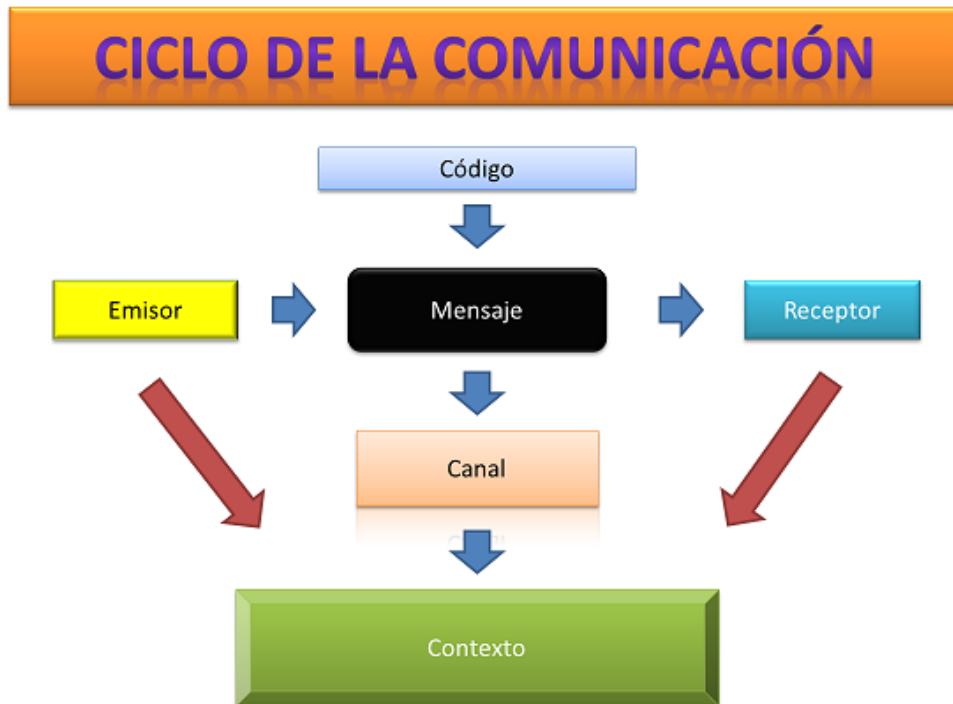 CICLO DE LA COMUNICACIÓN
Código
Emisor
Mensaje
Receptor
Canal
Contexto